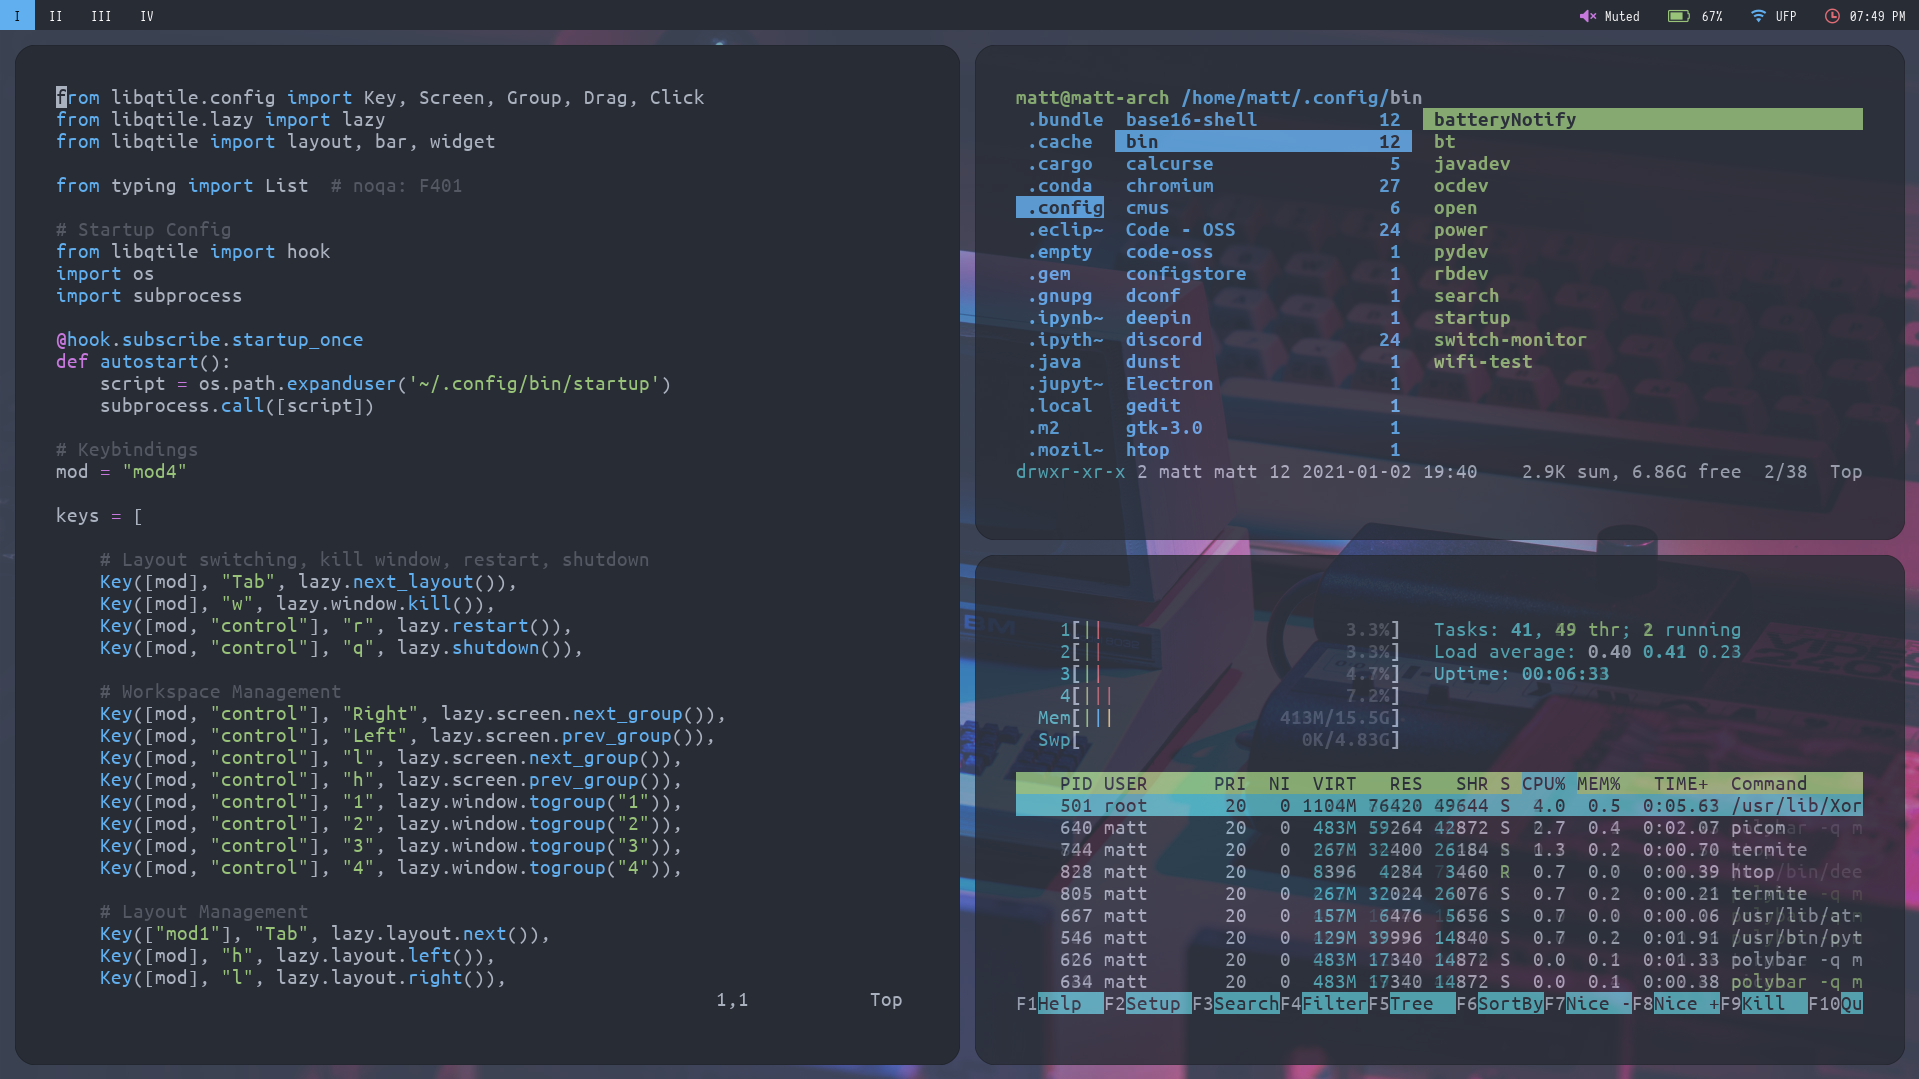 I II III IV Muted 67% UFP 07:49 PM
from libqtile.config import Key, Screen, Group, Drag, Click
from libqtile.lazy import lazy
from libqtile import layout, bar, widget
from typing import List  # noqa: F401
# Startup Config
from libqtile import hook
import os
import subprocess
@hook.subscribe.startup_once
def autostart():
    script = os.path.expanduser('~/.config/bin/startup')
    subprocess.call([script])
# Keybindings
mod = "mod4"
keys = [
    # Layout switching, kill window, restart, shutdown
    Key([mod], "Tab", lazy.next_layout()),
    Key([mod], "w", lazy.window.kill()),
    Key([mod, "control"], "r", lazy.restart()),
    Key([mod, "control"], "q", lazy.shutdown()),
    # Workspace Management
    Key([mod, "control"], "Right", lazy.screen.next_group()),
    Key([mod, "control"], "Left", lazy.screen.prev_group()),
    Key([mod, "control"], "l", lazy.screen.next_group()),
    Key([mod, "control"], "h", lazy.screen.prev_group()),
    Key([mod, "control"], "1", lazy.window.togroup("1")),
    Key([mod, "control"], "2", lazy.window.togroup("2")),
    Key([mod, "control"], "3", lazy.window.togroup("3")),
    Key([mod, "control"], "4", lazy.window.togroup("4")),
    # Layout Management
    Key(["mod1"], "Tab", lazy.layout.next()),
    Key([mod], "h", lazy.layout.left()),
    Key([mod], "l", lazy.layout.right()),
1,1 Top
matt@matt-arch /home/matt/.config/bin
.bundle base16-shell 12 batteryNotify
.cache bin 12 bt
.cargo calcurse 5 javadev
.conda chromium 27 ocdev
.config cmus 6 open
.eclip~ Code - OSS 24 power
.empty code-oss 1 pydev
.gem configstore 1 rbdev
.gnupg dconf 1 search
.ipynb~ deepin 1 startup
.ipyth~ discord 24 switch-monitor
.java dunst 1 wifi-test
.jupyt~ Electron 1
.local gedit 1
.m2 gtk-3.0 1
.mozil~ htop 1
drwxr-xr-x 2 matt matt 12 2021-01-02 19:40 2.9K sum, 6.86G free 2/38 Top
1[|| 3.3%] Tasks: 41, 49 thr; 2 running
2[|| 3.3%] Load average: 0.40 0.41 0.23
3[|| 4.7%] Uptime: 00:06:33
4[||| 7.2%]
Mem[||| 413M/15.5G]
Swp[ 0K/4.83G]
PID USER PRI NI VIRT RES SHR S CPU% MEM% TIME+ Command
501 root 20 0 1104M 76420 49644 S 4.0 0.5 0:05.63 /usr/lib/Xor
640 matt 20 0 483M 59264 42872 S 2.7 0.4 0:02.07 picom
744 matt 20 0 267M 32400 26184 S 1.3 0.2 0:00.70 termite
828 matt 20 0 8396 4284 3460 R 0.7 0.0 0:00.39 htop
805 matt 20 0 267M 32024 26076 S 0.7 0.2 0:00.21 termite
667 matt 20 0 157M 6476 5656 S 0.7 0.0 0:00.06 /usr/lib/at-
546 matt 20 0 129M 39996 14840 S 0.7 0.2 0:01.91 /usr/bin/pyt
626 matt 20 0 483M 17340 14872 S 0.0 0.1 0:01.33 polybar -q m
634 matt 20 0 483M 17340 14872 S 0.0 0.1 0:00.38 polybar -q m
F1Help F2Setup F3SearchF4FilterF5Tree F6SortByF7Nice -F8Nice +F9Kill F10Qu